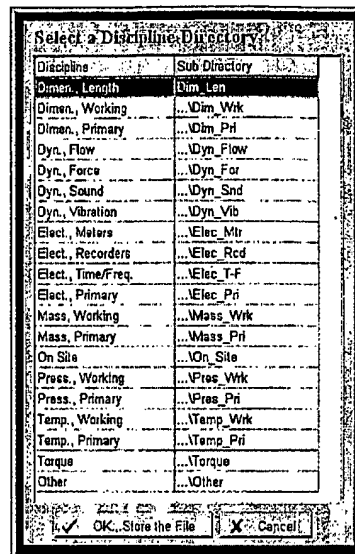 Select a Discipline Directory
Discipline Sub Directory
Dimen., Length Dim_Len
Dimen., Working ...\Dim_Wrk
Dimen., Primary ...\Dim_Pri
Dyn., Flow ...\Dyn_Flow
Dyn., Force ...\Dyn_For
Dyn., Sound ...\Dyn_Snd
Dyn., Vibration ...\Dyn_Vib
Elect., Meters ...\Elec_Mtr
Elect., Recorders ...\Elec_Rcd
Elect., Time/Freq. ...\Elec_T-F
Elect., Primary ...\Elec_Pri
Mass, Working ...\Mass_Wrk
Mass, Primary ...\Mass_Pri
On Site ...\On_Site
Press., Working ...\Pres_Wrk
Press., Primary ...\Pres_Pri
Temp., Working ...\Temp_Wrk
Temp., Primary ...\Temp_Pri
Torque ...\Torque
Other ...\Other
OK...Store the File Cancel